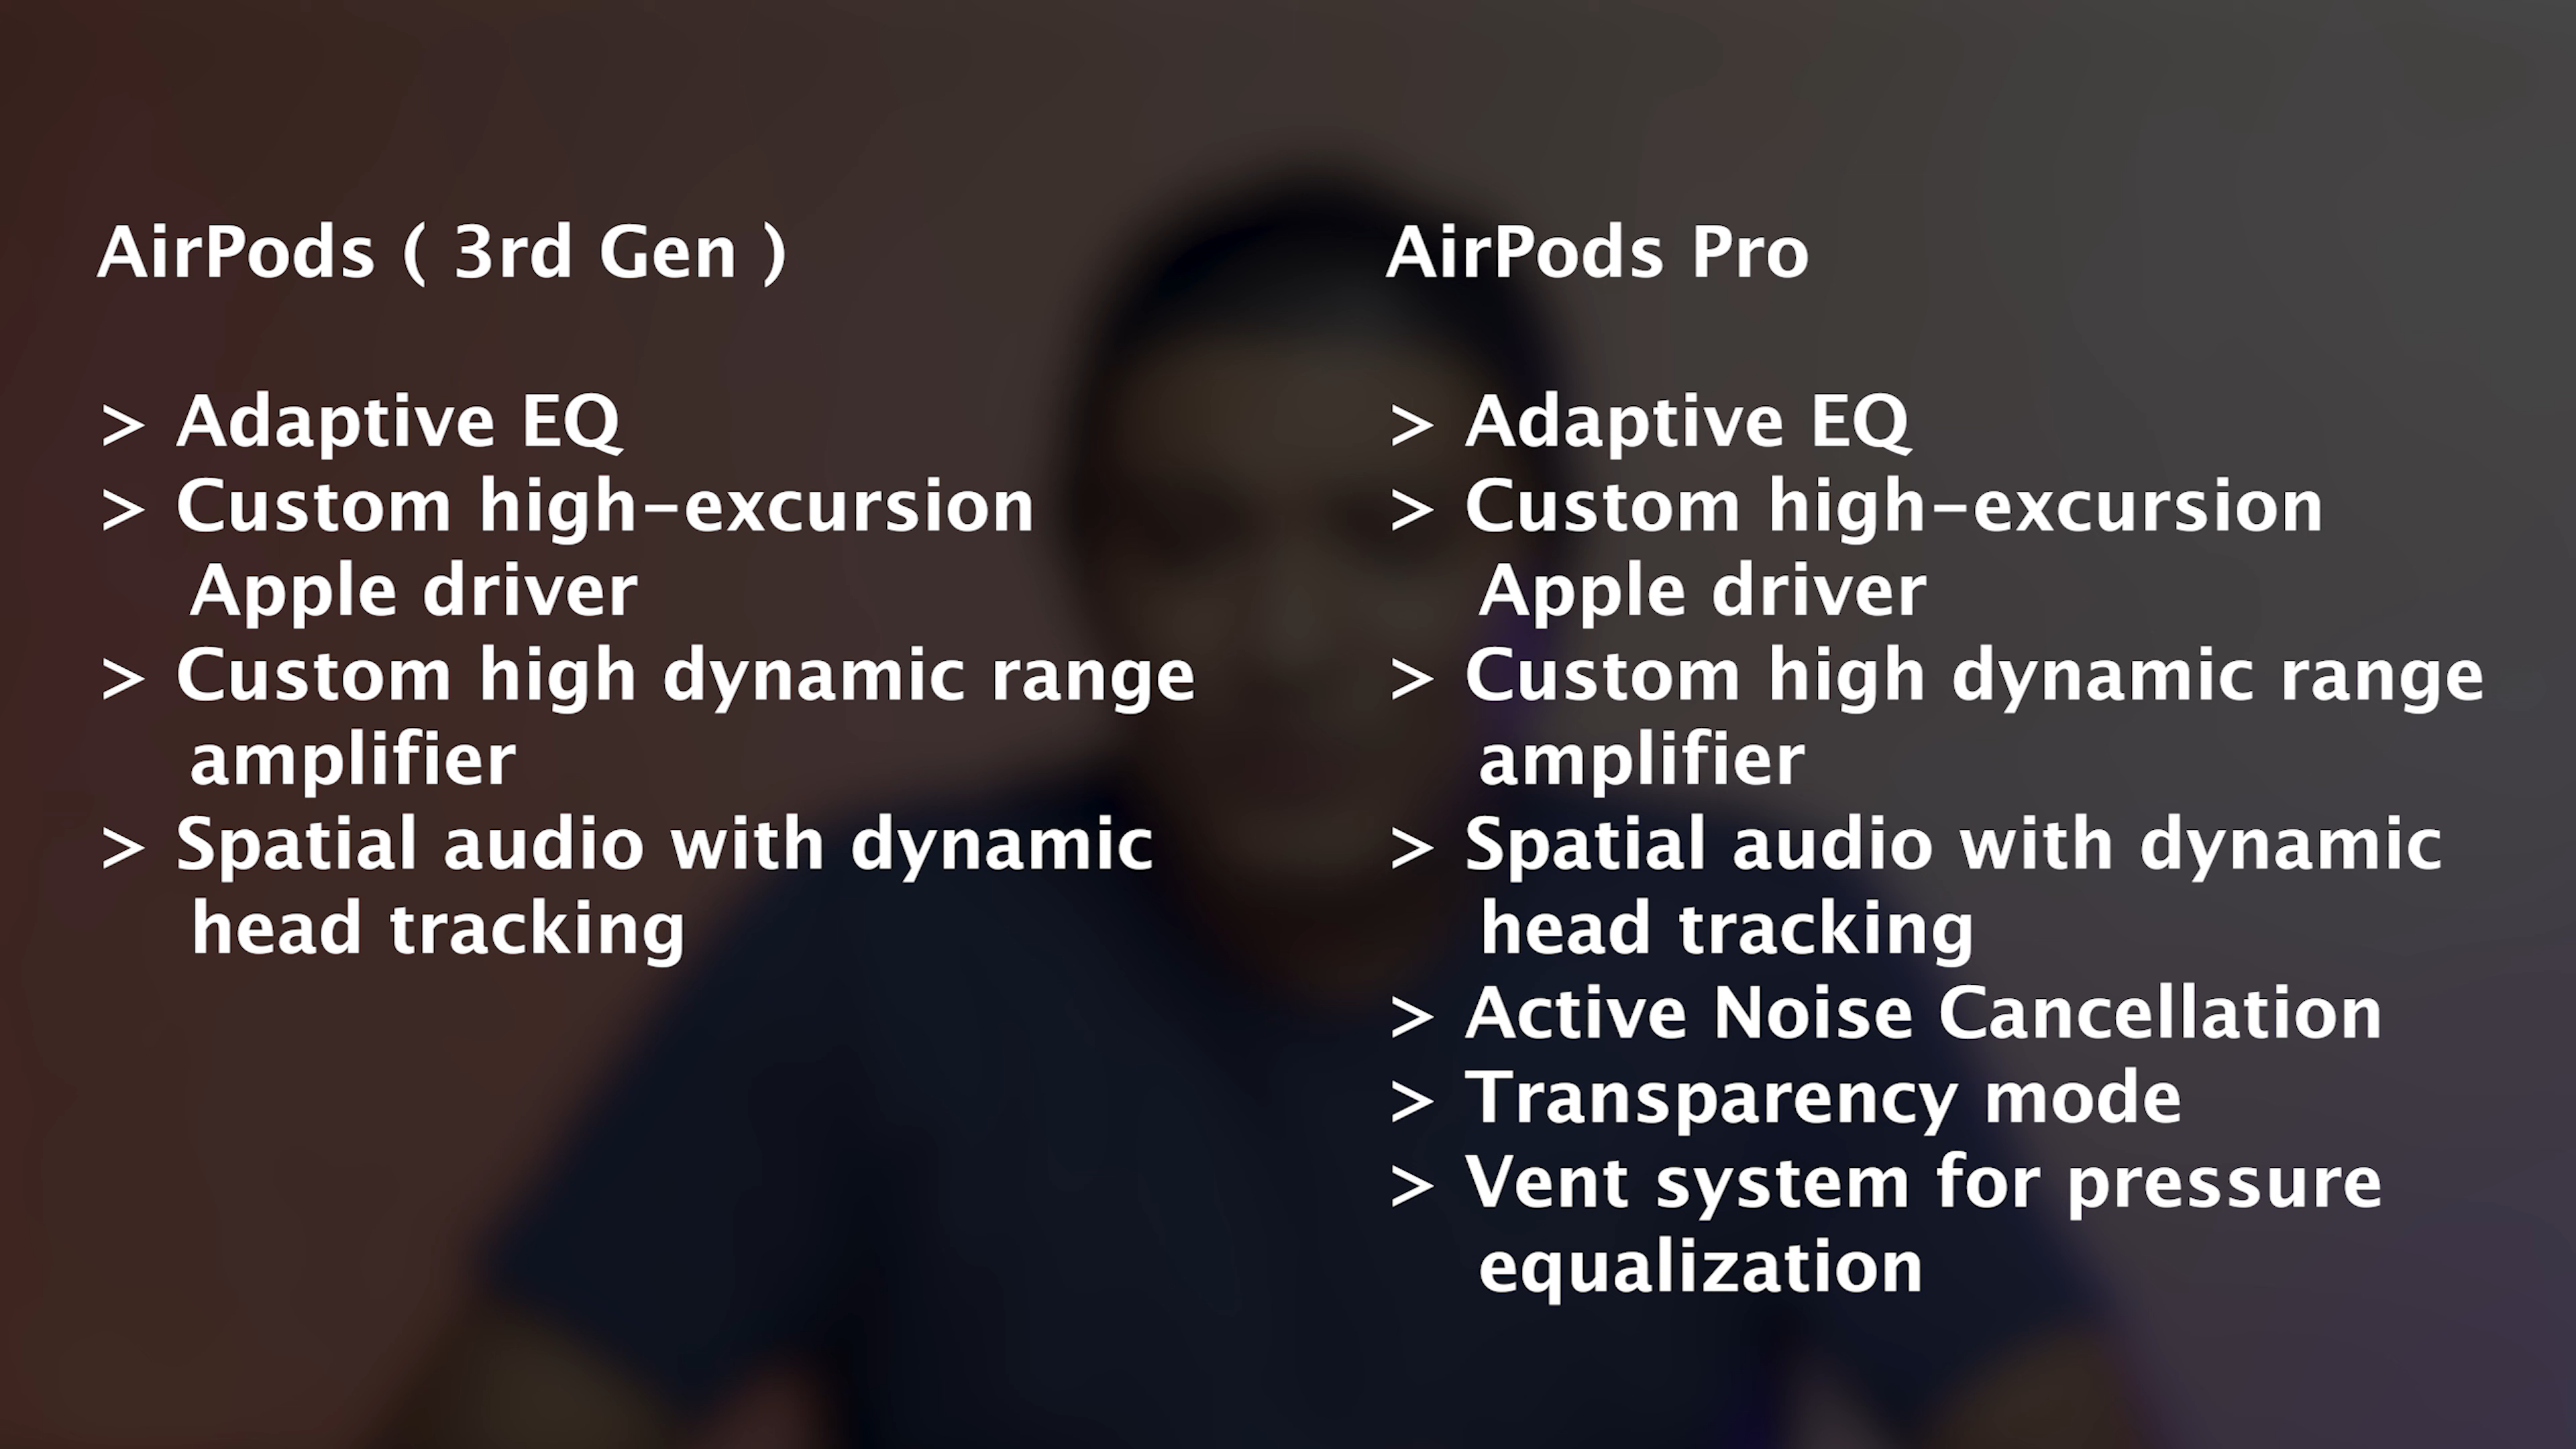 AirPods ( 3rd Gen )
> Adaptive EQ
> Custom high-excursion
Apple driver
> Custom high dynamic range
amplifier
> Spatial audio with dynamic
head tracking
AirPods Pro
> Adaptive EQ
> Custom high-excursion
Apple driver
> Custom high dynamic range
amplifier
> Spatial audio with dynamic
head tracking
> Active Noise Cancellation
> Transparency mode
> Vent system for pressure
equalization